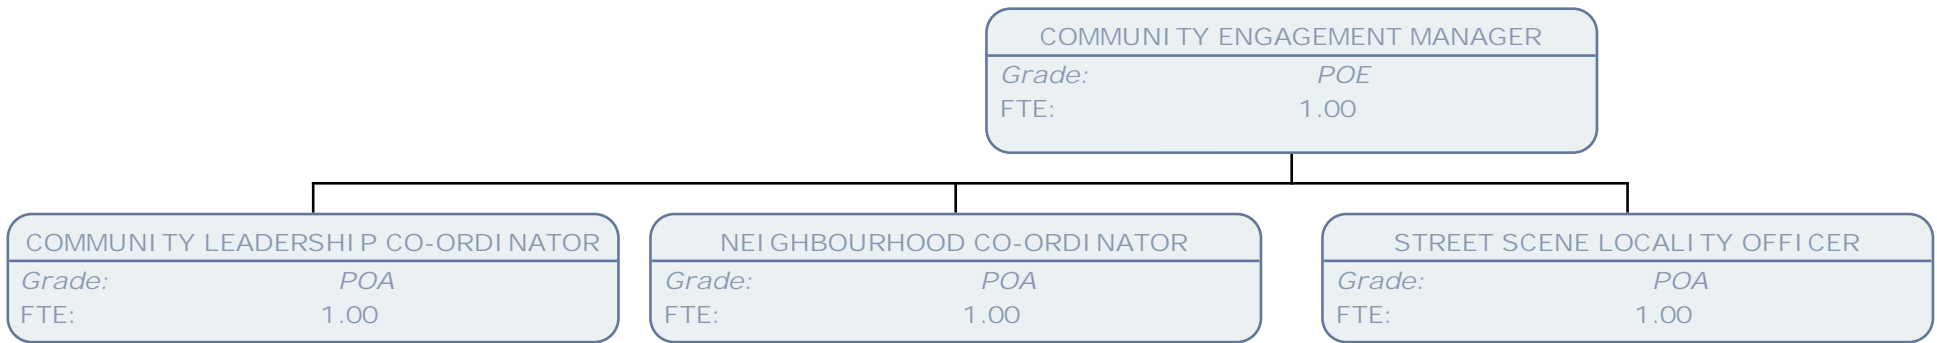 COMMUNITY ENGAGEMENT MANAGER
Grade: POE
FTE: 1.00
COMMUNITY LEADERSHIP CO-ORDINATOR
Grade: POA
FTE: 1.00
NEIGHBOURHOOD CO-ORDINATOR
Grade: POA
FTE: 1.00
STREET SCENE LOCALITY OFFICER
Grade: POA
FTE: 1.00